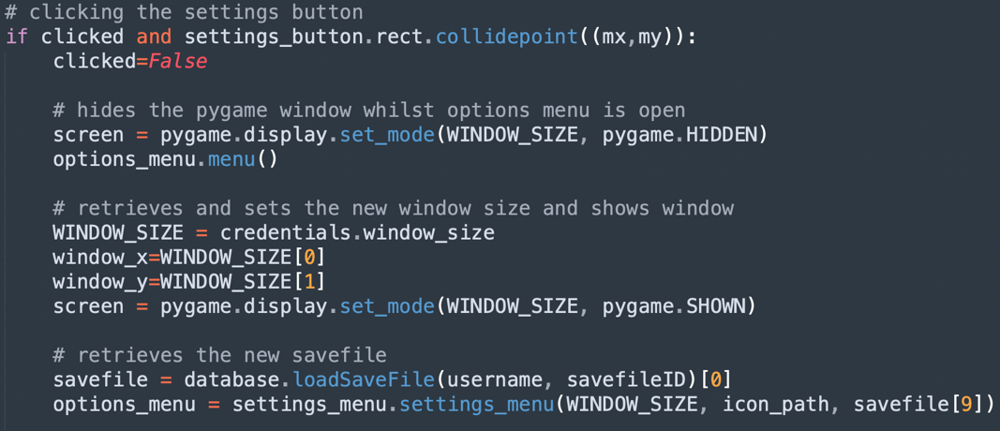 # clicking the settings button
if clicked and settings_button.rect.collidepoint((mx,my)):
    clicked=False

    # hides the pygame window whilst options menu is open
    screen = pygame.display.set_mode(WINDOW_SIZE, pygame.HIDDEN)
    options_menu.menu()

    # retrieves and sets the new window size and shows window
    WINDOW_SIZE = credentials.window_size
    window_x=WINDOW_SIZE[0]
    window_y=WINDOW_SIZE[1]
    screen = pygame.display.set_mode(WINDOW_SIZE, pygame.SHOWN)

    # retrieves the new savefile
    savefile = database.loadSaveFile(username, savefileID)[0]
    options_menu = settings_menu.settings_menu(WINDOW_SIZE, icon_path, savefile[9])